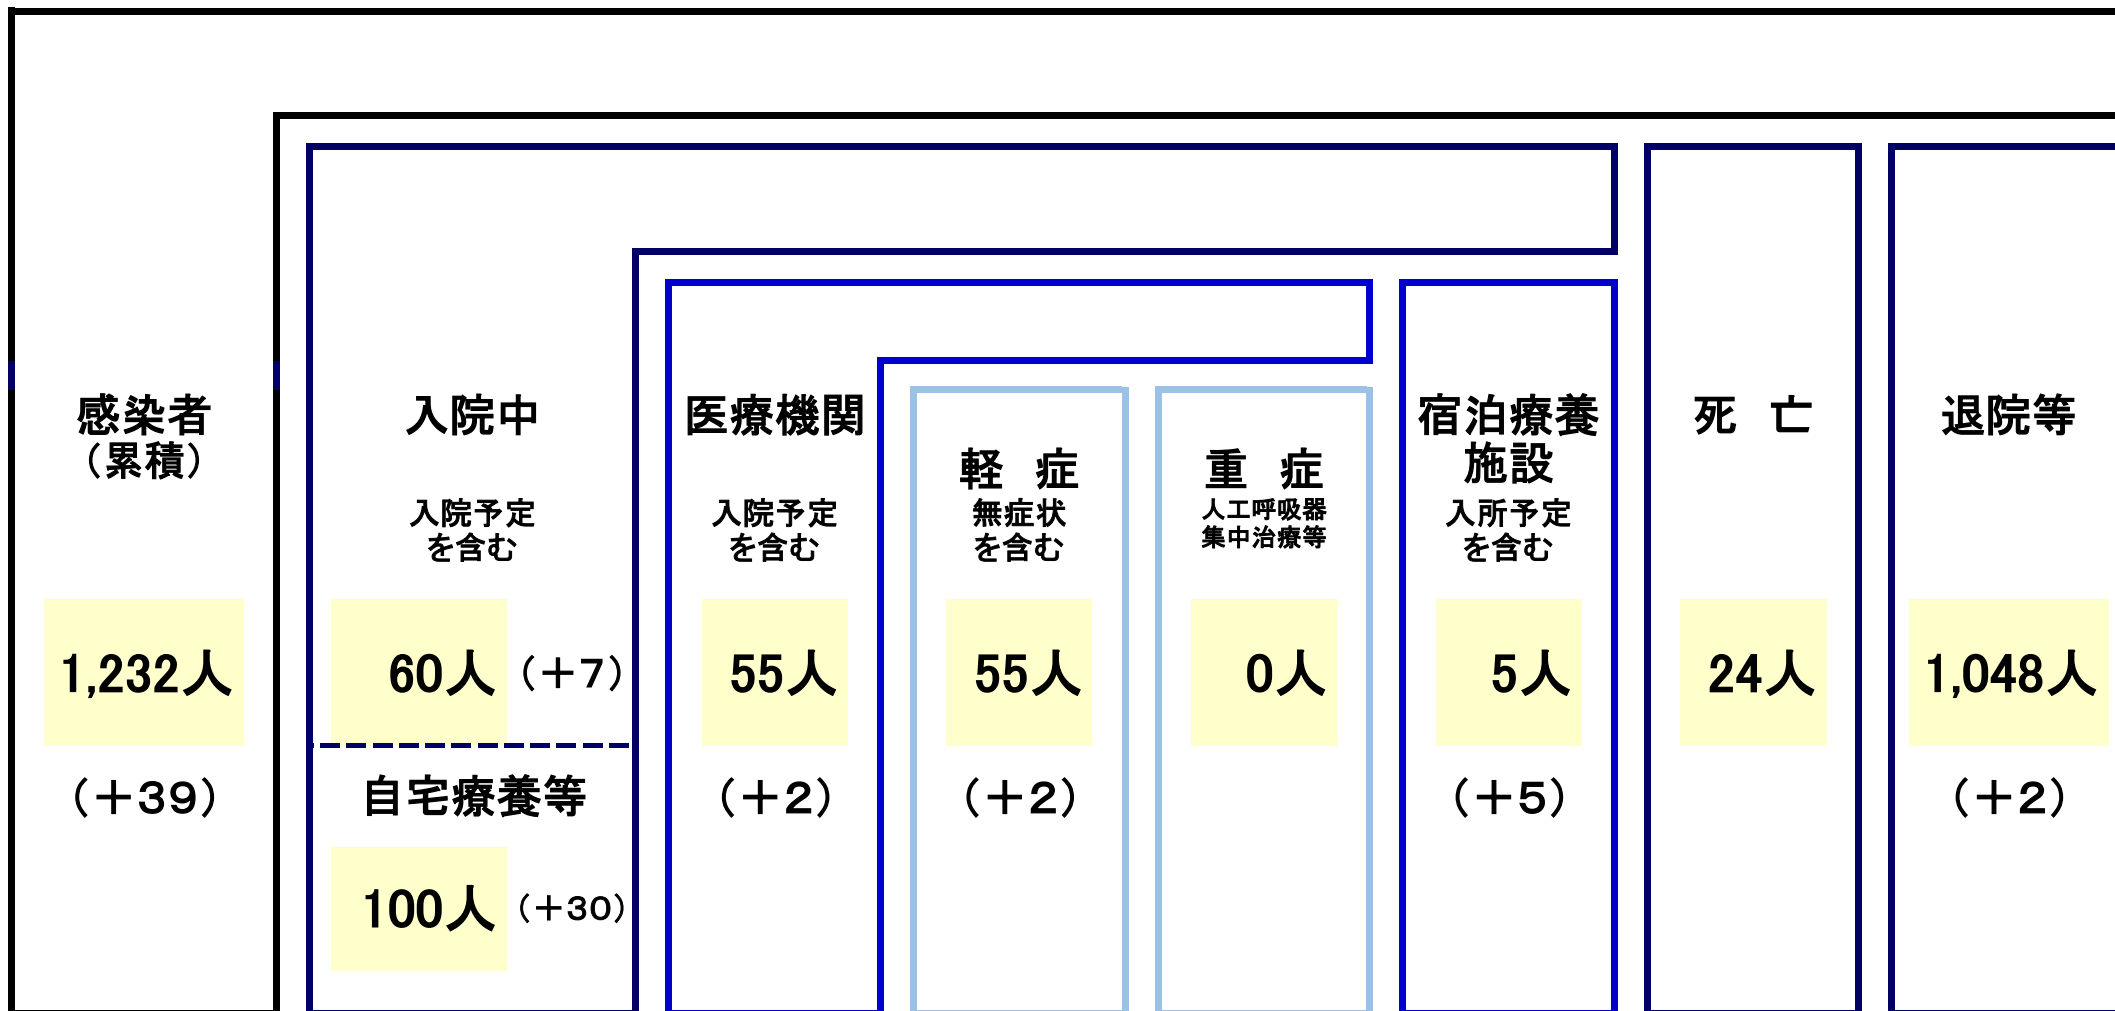 感染者
（累積）
1,232人
（＋39）
入院中
入院予定
を含む
60人 （＋7）
自宅療養等
100人 （＋30）
医療機関
入院予定
を含む
55人
（＋2）
軽 症
無症状
を含む
55人
（＋2）
重 症
人工呼吸器
集中治療等
0人
宿泊療養
施設
入所予定
を含む
5人
（＋5）
死 亡
24人
退院等
1,048人
（＋2）